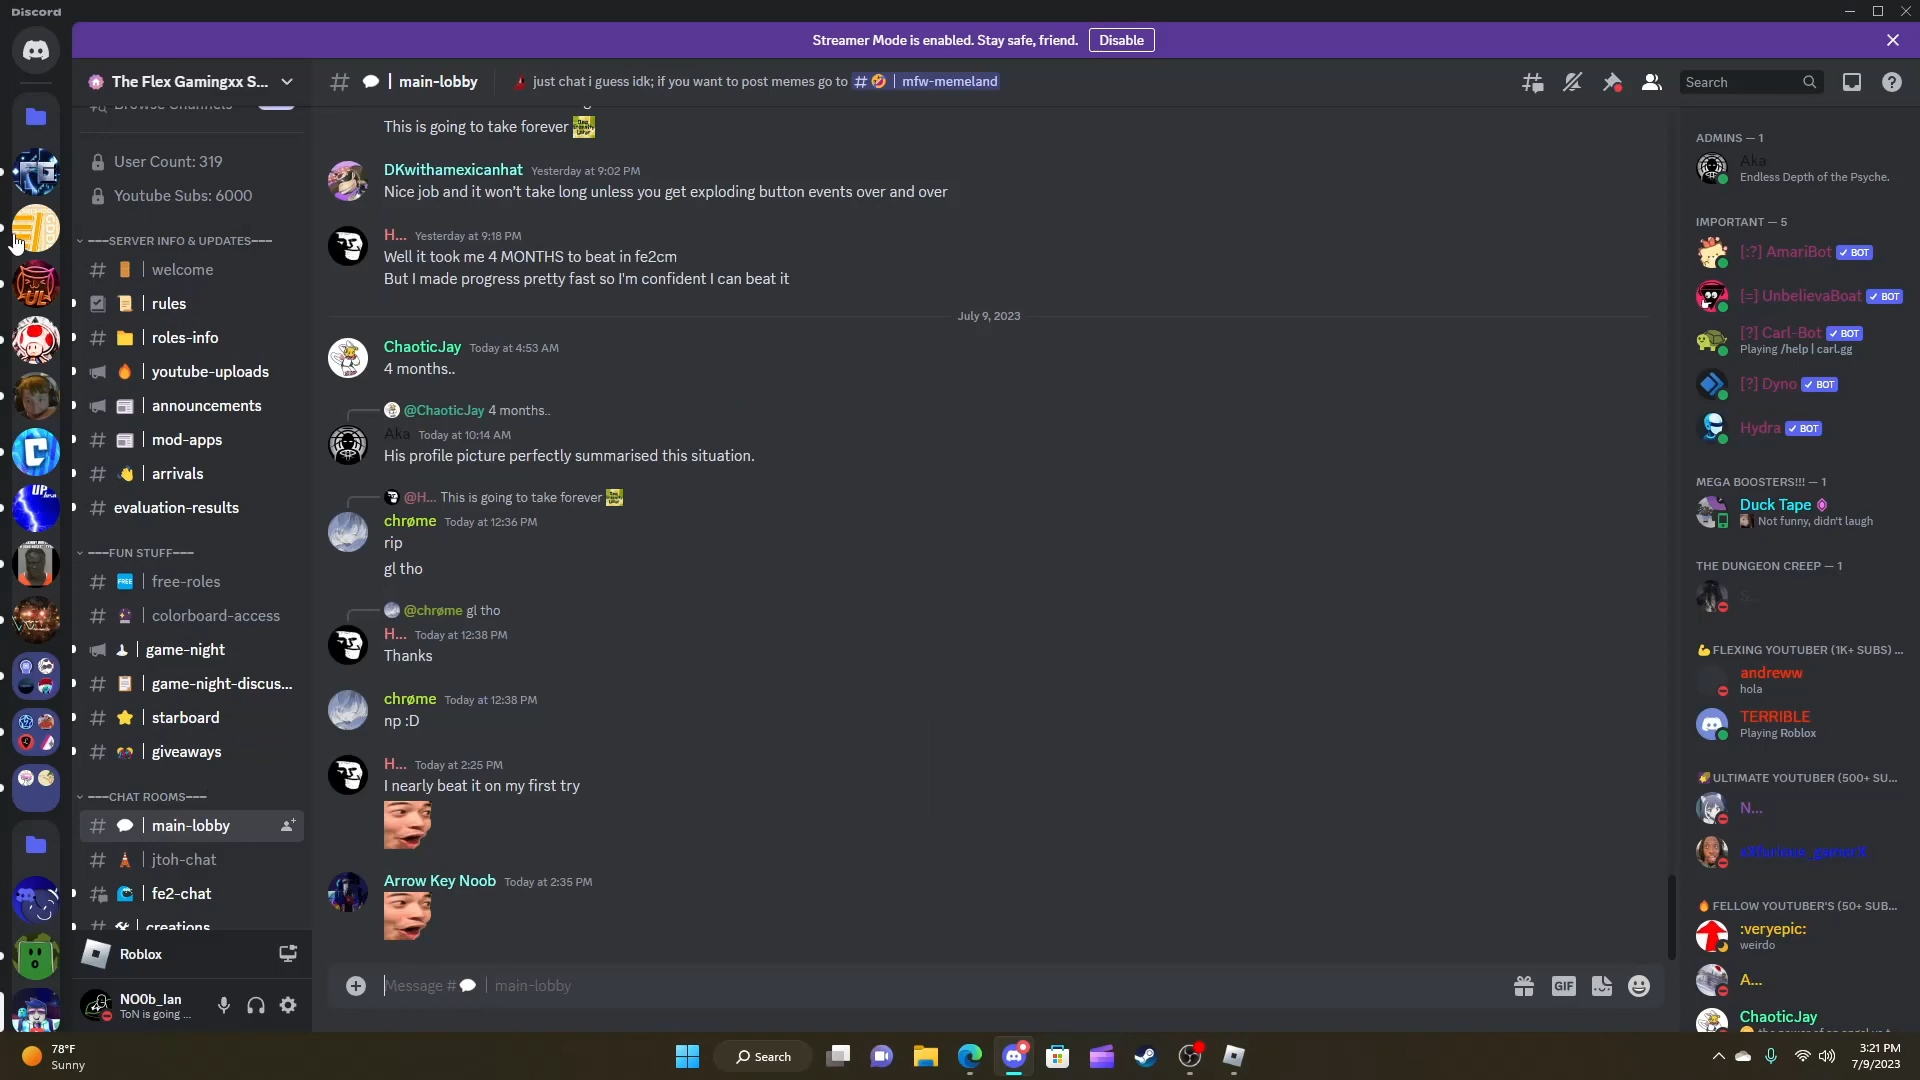 Discord
Streamer Mode is enabled. Stay safe, friend. Disable
The Flex Gamingxx S...
main-lobby
just chat i guess idk; if you want to post memes go to # 🤣 | mfw-memeland
Search
Browse Channels
User Count: 319
Youtube Subs: 6000
━━SERVER INFO & UPDATES━━
welcome
rules
roles-info
youtube-uploads
announcements
mod-apps
arrivals
evaluation-results
━━FUN STUFF━━
free-roles
colorboard-access
game-night
game-night-discus...
starboard
giveaways
━━CHAT ROOMS━━
main-lobby
jtoh-chat
fe2-chat
creations
Roblox
NO0b_Ian
ToN is going ...
This is going to take forever
DKwithamexicanhat Yesterday at 9:02 PM
Nice job and it won't take long unless you get exploding button events over and over
H... Yesterday at 9:18 PM
Well it took me 4 MONTHS to beat in fe2cm
But I made progress pretty fast so I'm confident I can beat it
July 9, 2023
ChaoticJay Today at 4:53 AM
4 months..
@ChaoticJay 4 months..
Aka Today at 10:14 AM
His profile picture perfectly summarised this situation.
@H... This is going to take forever
chrøme Today at 12:36 PM
rip
gl tho
@chrøme gl tho
H... Today at 12:38 PM
Thanks
chrøme Today at 12:38 PM
np :D
H... Today at 2:25 PM
I nearly beat it on my first try
Arrow Key Noob Today at 2:35 PM
Message # 💬 | main-lobby
GIF
ADMINS — 1
Aka
Endless Depth of the Psyche.
IMPORTANT — 5
[:?] AmariBot ✓ BOT
[=] UnbelievaBoat ✓ BOT
[?] Carl-Bot ✓ BOT
Playing /help | carl.gg
[?] Dyno ✓ BOT
Hydra ✓ BOT
MEGA BOOSTERS!!! — 1
Duck Tape
Not funny, didn't laugh
THE DUNGEON CREEP — 1
S...
💪FLEXING YOUTUBER (1K+ SUBS) ...
andreww
hola
TERRIBLE
Playing Roblox
ULTIMATE YOUTUBER (500+ SU...
N...
🔥FELLOW YOUTUBER'S (50+ SUB...
:veryepic:
weirdo
A...
ChaoticJay
78°F
Sunny
Search
3:21 PM
7/9/2023